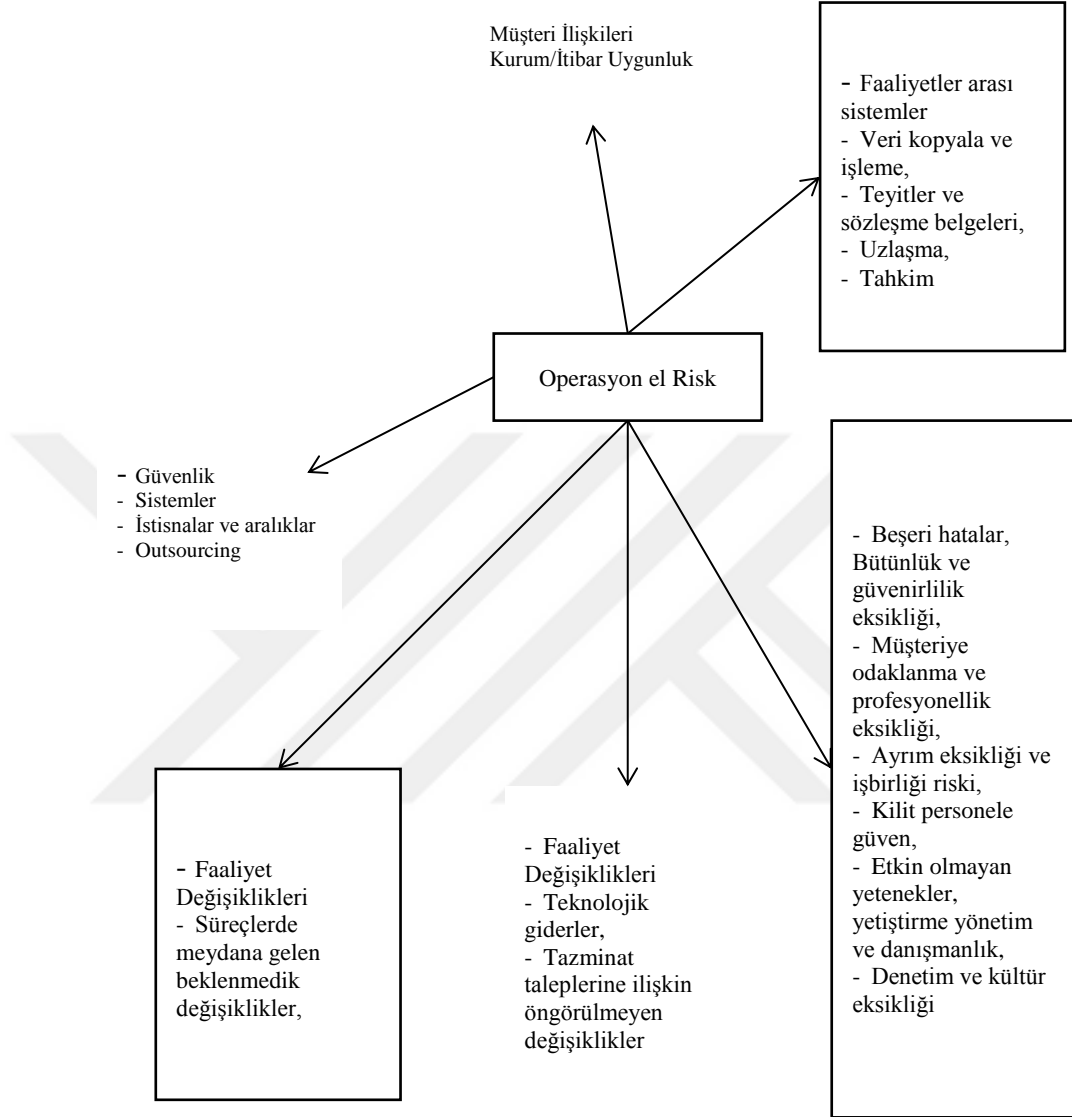 Müşteri İlişkileri
Kurum/İtibar Uygunluk
- Faaliyetler arası
sistemler
- Veri kopyala ve
işleme,
- Teyitler ve
sözleşme belgeleri,
- Uzlaşma,
- Tahkim
Operasyon el Risk
- Güvenlik
- Sistemler
- İstisnalar ve aralıklar
- Outsourcing
- Beşeri hatalar,
Bütünlük ve
güvenirlilik
eksikliği,
- Müşteriye
odaklanma ve
profesyonellik
eksikliği,
- Ayrım eksikliği ve
işbirliği riski,
- Kilit personele
güven,
- Etkin olmayan
yetenekler,
yetiştirme yönetim
ve danışmanlık,
- Denetim ve kültür
eksikliği
- Faaliyet
Değişiklikleri
- Süreçlerde
meydana gelen
beklenmedik
değişiklikler,
- Faaliyet
Değişiklikleri
- Teknolojik
giderler,
- Tazminat
taleplerine ilişkin
öngörülmeyen
değişiklikler